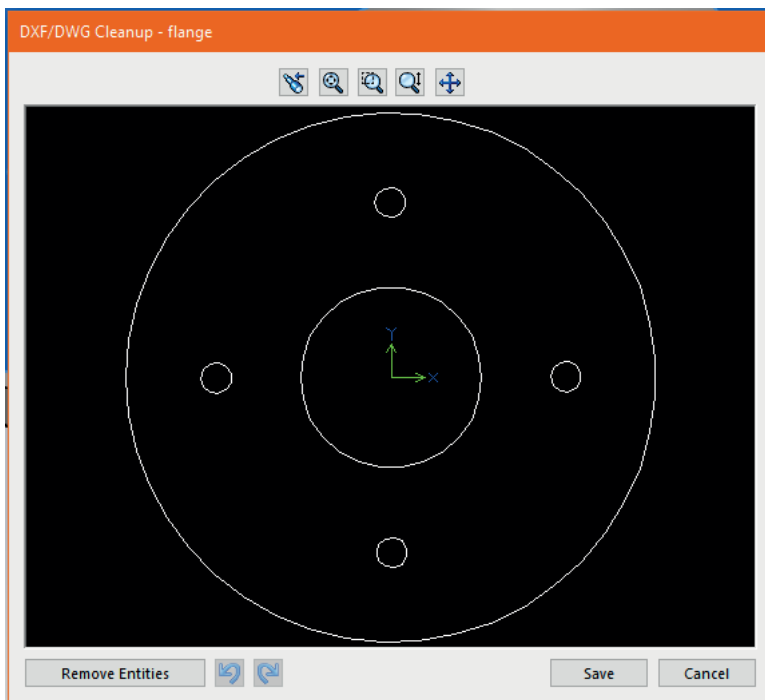 DXF/DWG Cleanup - flange
Y
X
Remove Entities
Save
Cancel